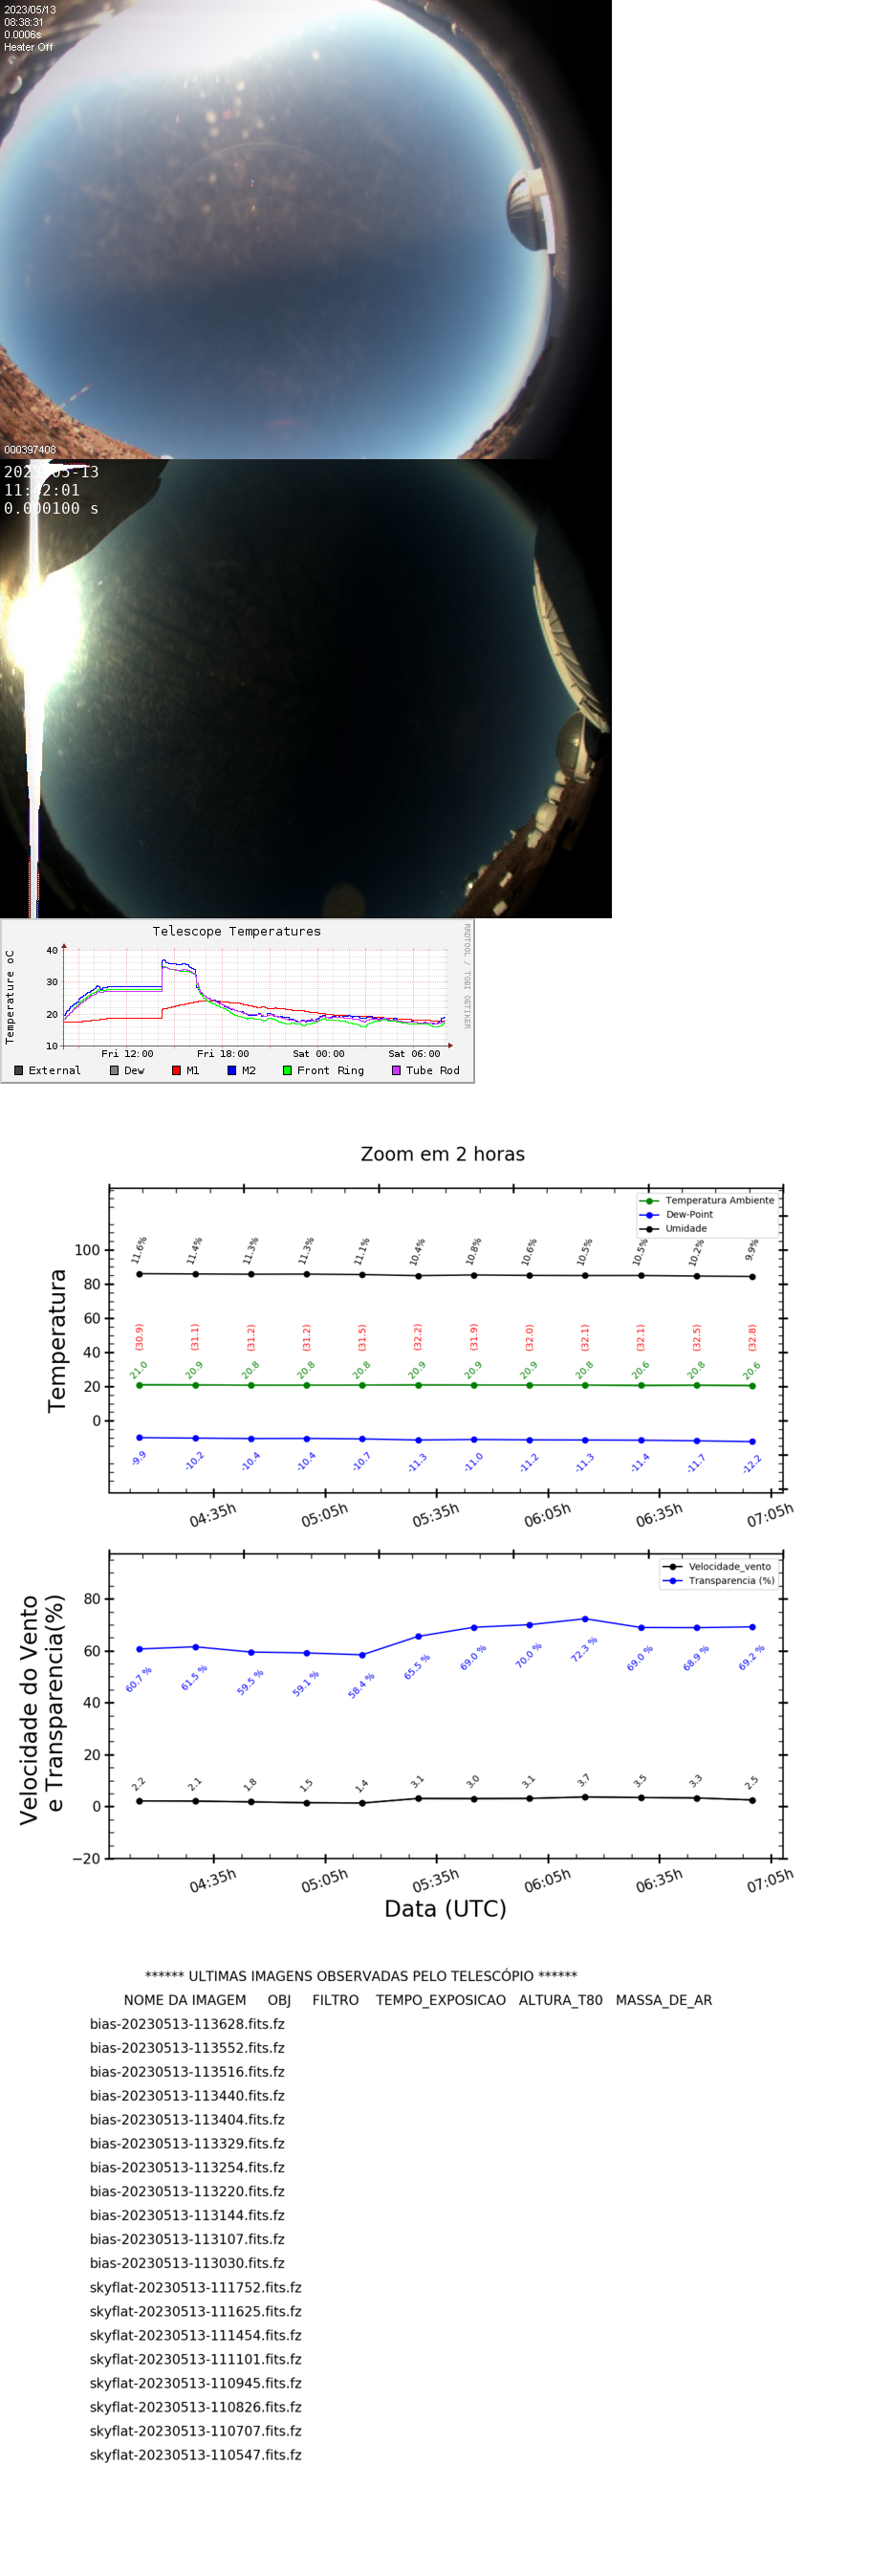 2023/05/13
08:38:31
0.0006s
Heater Off
000397408
11:
0.000100 s
Telescope Temperatures
Temperature oC
40
30
20
10
Fri 12:00 Fri 18:00 Sat 00:00 Sat 06:00
External Dew M1 M2 Front Ring Tube Rod
RRDTOOL / TOBI OETIKER
Zoom em 2 horas
Temperatura
Temperatura Ambiente
Dew-Point
Umidade
100
80
60
40
20
0
11.6% 11.4% 11.3% 11.3% 11.1% 10.4% 10.8% 10.6% 10.5% 10.5% 10.2% 9.9%
(30.9) (31.1) (31.2) (31.2) (31.5) (32.2) (31.9) (32.0) (32.1) (32.1) (32.5) (32.8)
21.0 20.9 20.8 20.8 20.8 20.9 20.9 20.9 20.8 20.6 20.8 20.6
-9.9 -10.2 -10.4 -10.4 -10.7 -11.3 -11.0 -11.2 -11.3 -11.4 -11.7 -12.2
04:35h 05:05h 05:35h 06:05h 06:35h 07:05h
Velocidade do Vento
e Transparencia(%)
Velocidade_vento
Transparencia (%)
80
60
40
20
0
−20
60.7 % 61.5 % 59.5 % 59.1 % 58.4 % 65.5 % 69.0 % 70.0 % 72.3 % 69.0 % 68.9 % 69.2 %
2.2 2.1 1.8 1.5 1.4 3.1 3.0 3.1 3.7 3.5 3.3 2.5
04:35h 05:05h 05:35h 06:05h 06:35h 07:05h
Data (UTC)
****** ULTIMAS IMAGENS OBSERVADAS PELO TELESCÓPIO ******
NOME DA IMAGEM OBJ FILTRO TEMPO_EXPOSICAO ALTURA_T80 MASSA_DE_AR
bias-20230513-113628.fits.fz
bias-20230513-113552.fits.fz
bias-20230513-113516.fits.fz
bias-20230513-113440.fits.fz
bias-20230513-113404.fits.fz
bias-20230513-113329.fits.fz
bias-20230513-113254.fits.fz
bias-20230513-113220.fits.fz
bias-20230513-113144.fits.fz
bias-20230513-113107.fits.fz
bias-20230513-113030.fits.fz
skyflat-20230513-111752.fits.fz
skyflat-20230513-111625.fits.fz
skyflat-20230513-111454.fits.fz
skyflat-20230513-111101.fits.fz
skyflat-20230513-110945.fits.fz
skyflat-20230513-110826.fits.fz
skyflat-20230513-110707.fits.fz
skyflat-20230513-110547.fits.fz